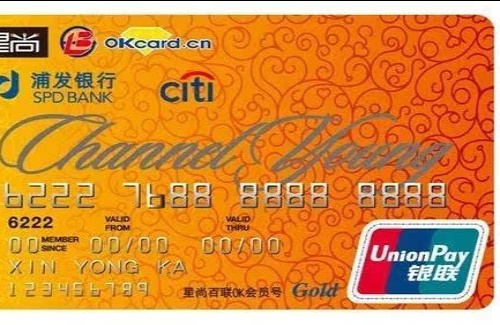 星尚 OKcard.cn
浦发银行 citi
SPD BANK
Channel Young
6222 7688 8888 8888
6222 VALID FROM VALID THRU
00 MEMBER SINCE 00/00 00/00
XIN YONG KA
123456789 星尚百联OK会员号 Gold
UnionPay
银联